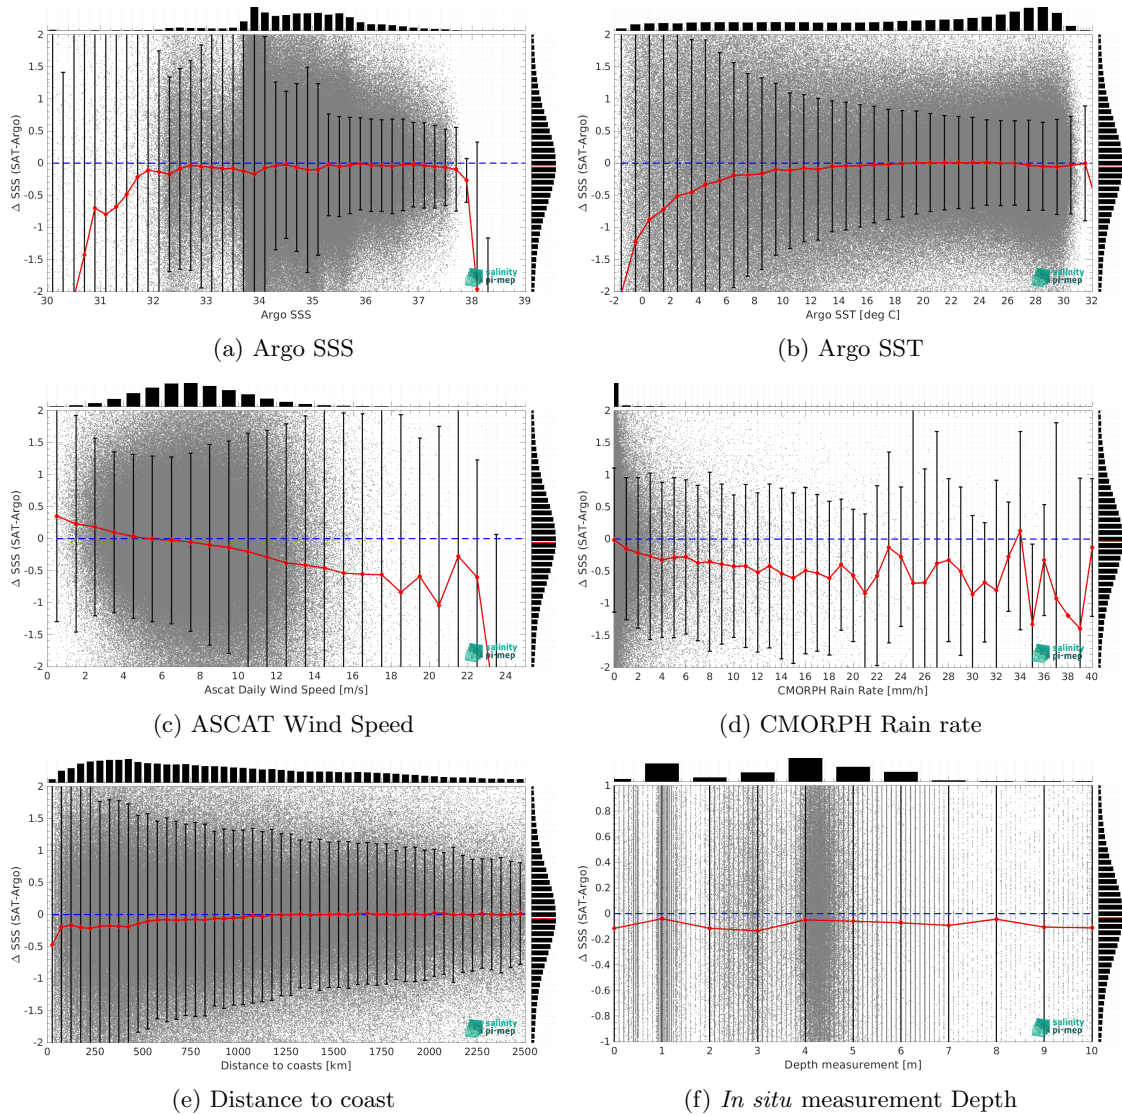 2
1.5
1
0.5
0
-0.5
-1
-1.5
-2
Δ SSS (SAT-Argo)
30 31 32 33 34 35 36 37 38 39
Argo SSS
salinity
pi-mep
(a) Argo SSS
2
1.5
1
0.5
0
-0.5
-1
-1.5
-2
Δ SSS (SAT-Argo)
-2 0 2 4 6 8 10 12 14 16 18 20 22 24 26 28 30 32
Argo SST [deg C]
salinity
pi-mep
(b) Argo SST
2
1.5
1
0.5
0
-0.5
-1
-1.5
-2
Δ SSS (SAT-Argo)
0 2 4 6 8 10 12 14 16 18 20 22 24
Ascat Daily Wind Speed [m/s]
salinity
pi-mep
(c) ASCAT Wind Speed
2
1.5
1
0.5
0
-0.5
-1
-1.5
-2
Δ SSS (SAT-Argo)
0 2 4 6 8 10 12 14 16 18 20 22 24 26 28 30 32 34 36 38 40
CMORPH Rain Rate [mm/h]
salinity
pi-mep
(d) CMORPH Rain rate
2
1.5
1
0.5
0
-0.5
-1
-1.5
-2
Δ SSS (SAT-Argo)
0 250 500 750 1000 1250 1500 1750 2000 2250 2500
Distance to coasts [km]
salinity
pi-mep
(e) Distance to coast
1
0.8
0.6
0.4
0.2
0
-0.2
-0.4
-0.6
-0.8
-1
Δ SSS (SAT-Argo)
0 1 2 3 4 5 6 7 8 9 10
Depth measurement [m]
salinity
pi-mep
(f) In situ measurement Depth